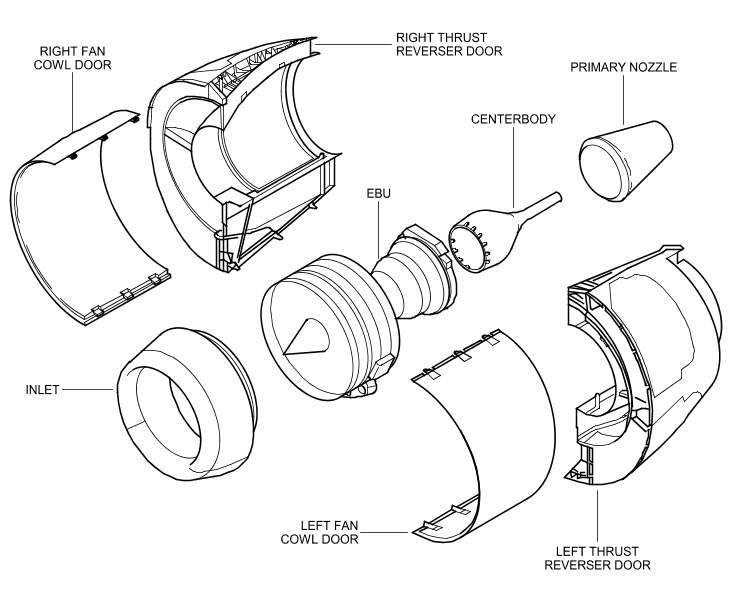 RIGHT FAN
COWL DOOR
RIGHT THRUST
REVERSER DOOR
PRIMARY NOZZLE
CENTERBODY
EBU
INLET
LEFT FAN
COWL DOOR
LEFT THRUST
REVERSER DOOR